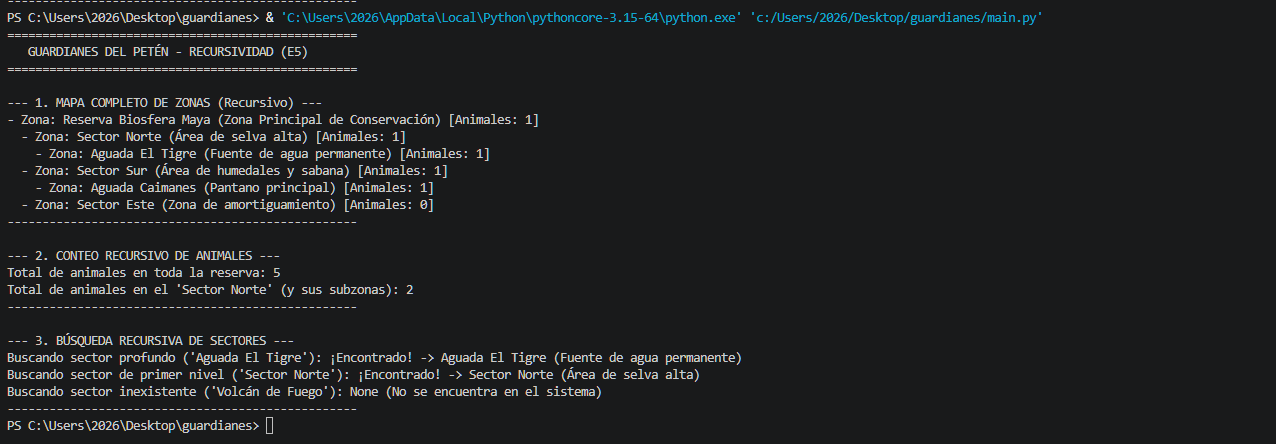 --------------------------------------------------
PS C:\Users\2026\Desktop\guardianes> & 'C:\Users\2026\AppData\Local\Python\pythoncore-3.15-64\python.exe' 'c:/Users/2026/Desktop/guardianes/main.py'
==================================================
   GUARDIANES DEL PETÉN - RECURSIVIDAD (E5)
==================================================

--- 1. MAPA COMPLETO DE ZONAS (Recursivo) ---
- Zona: Reserva Biosfera Maya (Zona Principal de Conservación) [Animales: 1]
  - Zona: Sector Norte (Área de selva alta) [Animales: 1]
    - Zona: Aguada El Tigre (Fuente de agua permanente) [Animales: 1]
  - Zona: Sector Sur (Área de humedales y sabana) [Animales: 1]
    - Zona: Aguada Caimanes (Pantano principal) [Animales: 1]
  - Zona: Sector Este (Zona de amortiguamiento) [Animales: 0]
--------------------------------------------------

--- 2. CONTEO RECURSIVO DE ANIMALES ---
Total de animales en toda la reserva: 5
Total de animales en el 'Sector Norte' (y sus subzonas): 2
--------------------------------------------------

--- 3. BÚSQUEDA RECURSIVA DE SECTORES ---
Buscando sector profundo ('Aguada El Tigre'): ¡Encontrado! -> Aguada El Tigre (Fuente de agua permanente)
Buscando sector de primer nivel ('Sector Norte'): ¡Encontrado! -> Sector Norte (Área de selva alta)
Buscando sector inexistente ('Volcán de Fuego'): None (No se encuentra en el sistema)
--------------------------------------------------
PS C:\Users\2026\Desktop\guardianes>